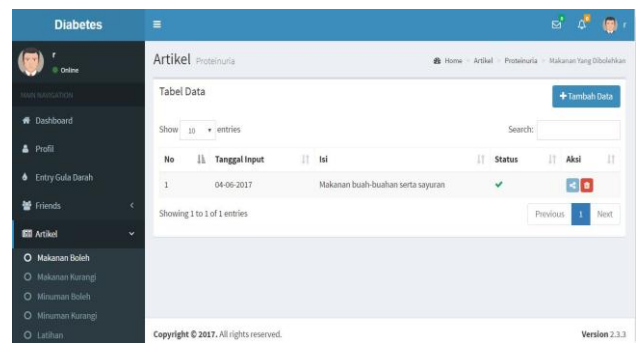 Diabetes
r
Online
MAIN NAVIGATION
Dashboard
Profil
Entry Gula Darah
Friends
Artikel
Makanan Boleh
Makanan Kurangi
Minuman Boleh
Minuman Kurangi
Latihan
r
Artikel Proteinuria
Home > Artikel > Proteinuria > Makanan Yang Dibolehkan
Tabel Data
+ Tambah Data
Show 10 entries
Search:
No Tanggal Input Isi Status Aksi
1 04-06-2017 Makanan buah-buahan serta sayuran
Showing 1 to 1 of 1 entries
Previous 1 Next
Copyright © 2017. All rights reserved.
Version 2.3.3